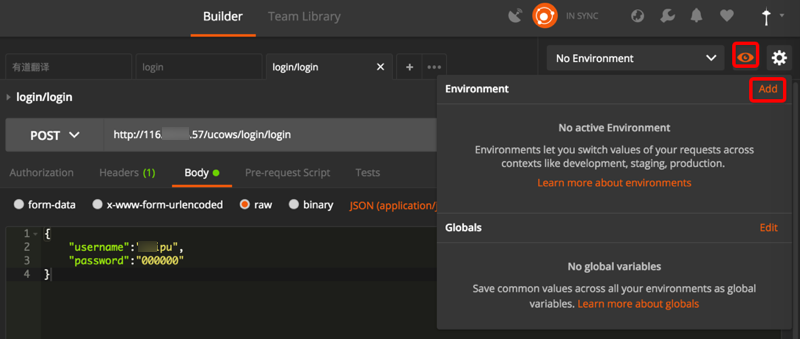 Builder
Team Library
IN SYNC
有道翻译
login
login/login
No Environment
login/login
Environment
Add
POST
http://116 .57/ucows/login/login
No active Environment
Environments let you switch values of your requests across
contexts like development, staging, production.
Learn more about environments
Authorization
Headers (1)
Body
Pre-request Script
Tests
form-data
x-www-form-urlencoded
raw
binary
JSON (application/j
Globals
Edit
1 {
2 "username":" ipu",
3 "password":"000000"
4 }
No global variables
Save common values across all your environments as global
variables. Learn more about globals